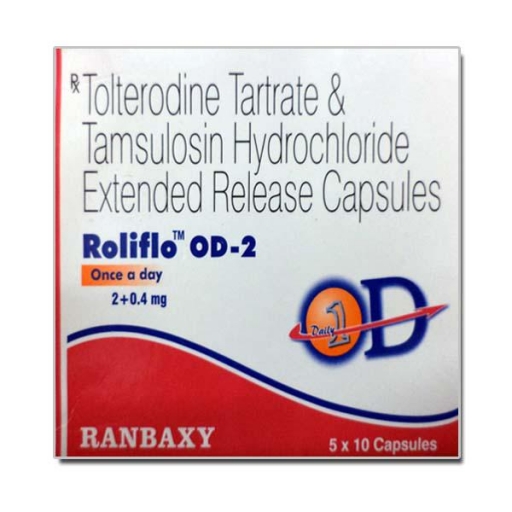 Rx Tolterodine Tartrate &
Tamsulosin Hydrochloride
Extended Release Capsules
Roliflo™ OD-2
Once a day
2+0.4 mg
Daily 1 OD
RANBAXY
5 x 10 Capsules